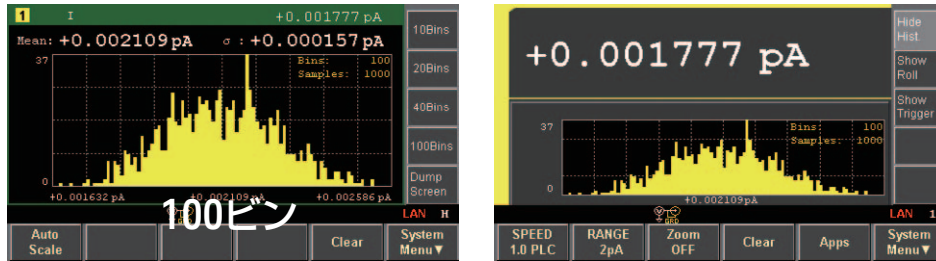 1 I +0.001777 pA
Mean: +0.002109 pA σ : +0.000157 pA
37
Bins: 100
Samples: 1000
0
+0.001632 pA +0.002109 pA +0.002586 pA
10Bins
20Bins
40Bins
100Bins
Dump
Screen
100ビン
GRD
LAN H
Auto
Scale
Clear
System
Menu▼
+0.001777 pA
Hide
Hist.
Show
Roll
Show
Trigger
37
Bins: 100
Samples: 1000
0
+0.002109pA
GRD
LAN 1
SPEED
1.0 PLC
RANGE
2pA
Zoom
OFF
Clear
Apps
System
Menu▼